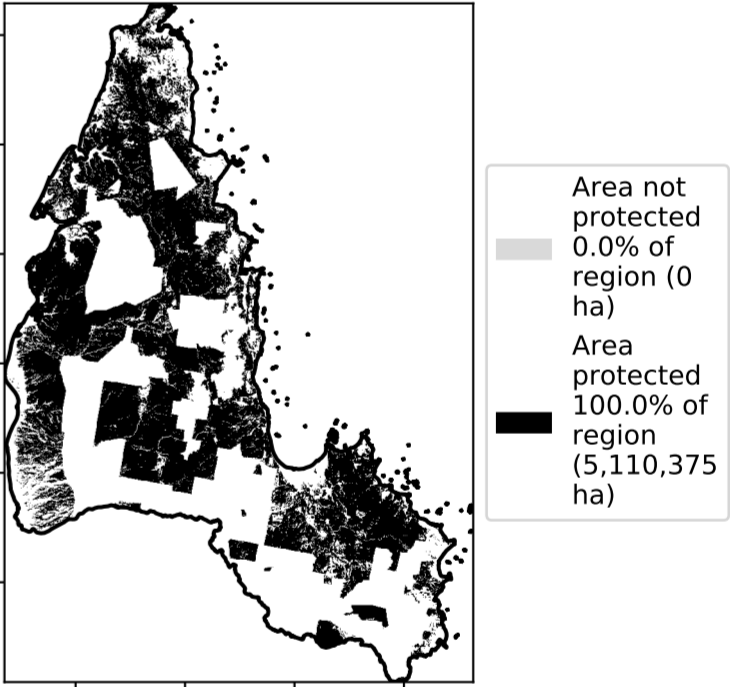 Area not
protected
0.0% of
region (0
ha)
Area
protected
100.0% of
region
(5,110,375
ha)